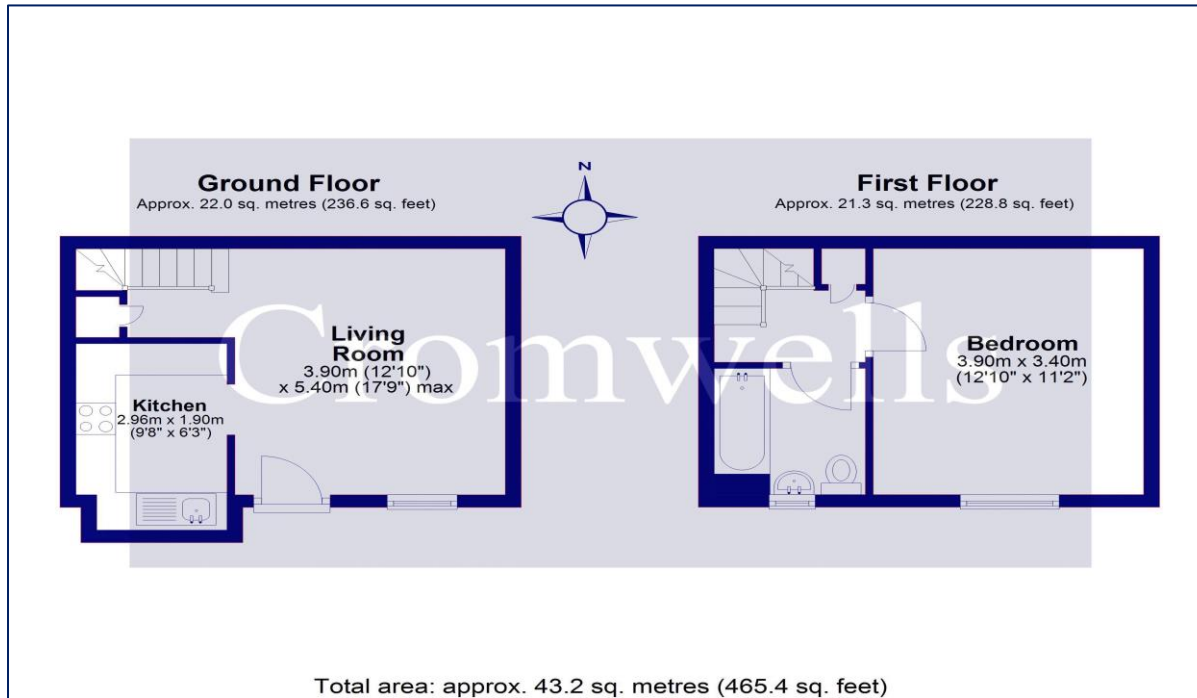 N
Ground Floor
Approx. 22.0 sq. metres (236.6 sq. feet)
First Floor
Approx. 21.3 sq. metres (228.8 sq. feet)
Living
Room
3.90m (12'10")
x 5.40m (17'9") max
Bedroom
3.90m x 3.40m
(12'10" x 11'2")
Kitchen
2.96m x 1.90m
(9'8" x 6'3")
Cromwells
Total area: approx. 43.2 sq. metres (465.4 sq. feet)